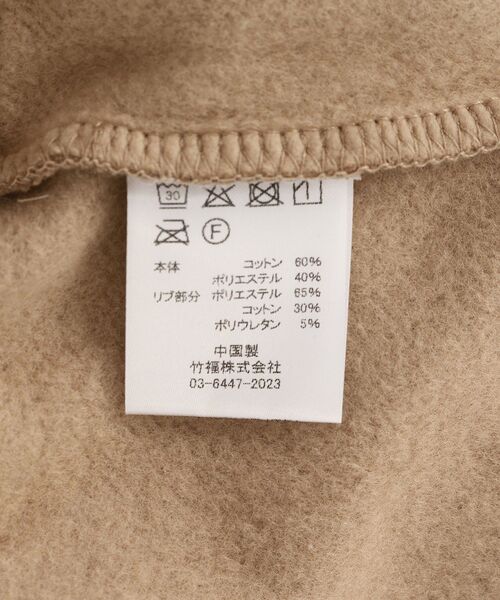 30
F
本体 コットン 60%
ポリエステル 40%
リブ部分 ポリエステル 65%
コットン 30%
ポリウレタン 5%
中国製
竹福株式会社
03-6447-2023